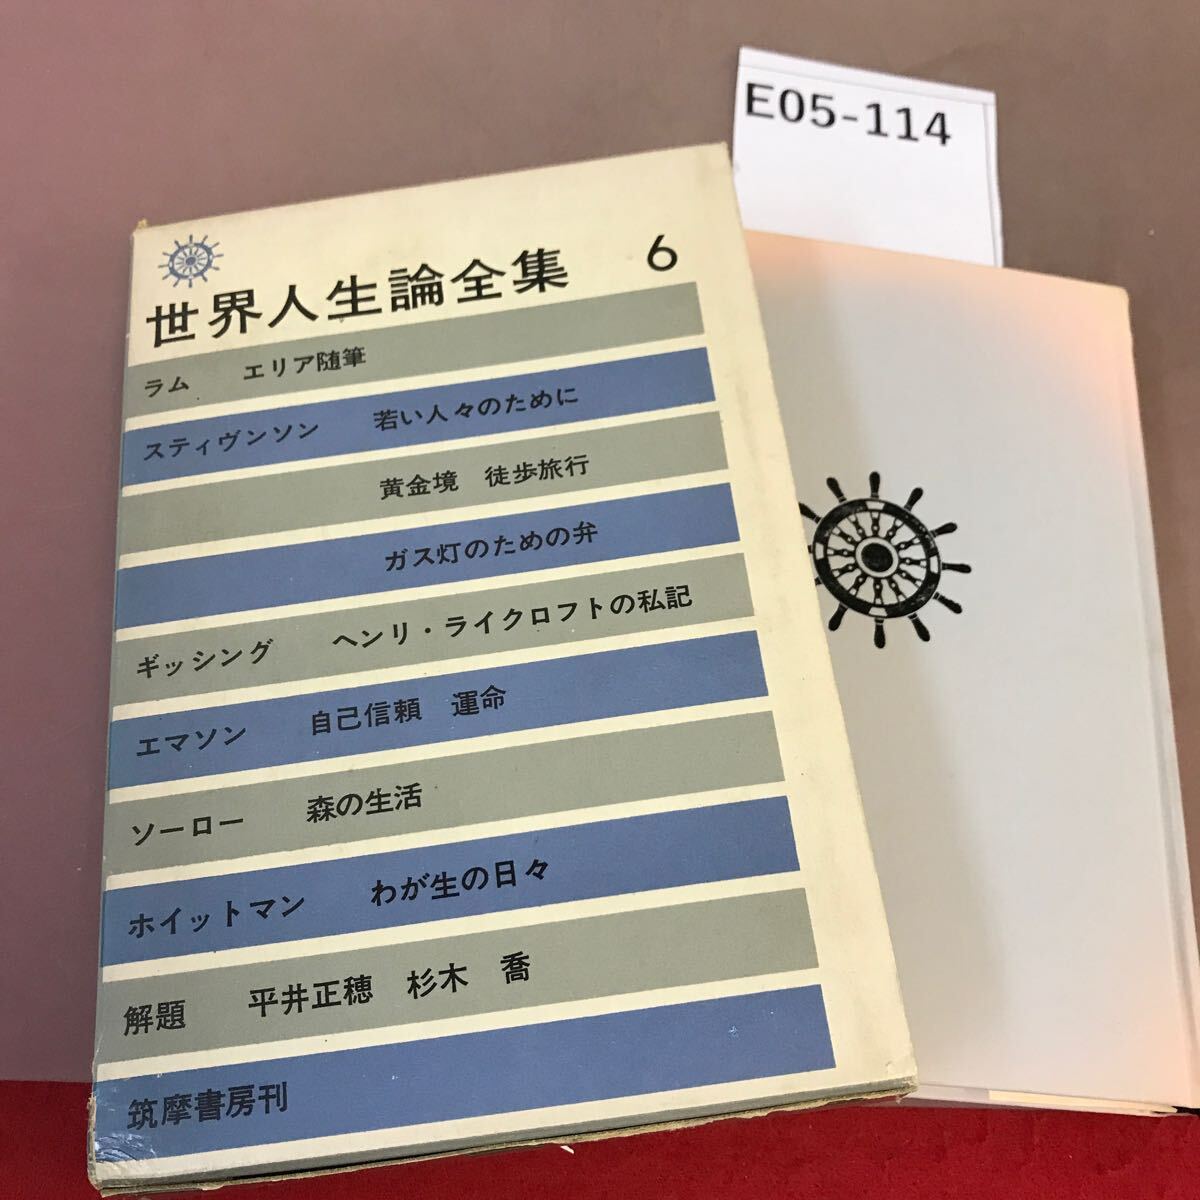 E05-114
世界人生論全集 6
ラム エリア随筆
スティヴンソン 若い人々のために
黄金境 徒歩旅行
ガス灯のための弁
ギッシング ヘンリ・ライクロフトの私記
エマソン 自己信頼 運命
ソーロー 森の生活
ホイットマン わが生の日々
解題 平井正穂 杉木 喬
筑摩書房刊